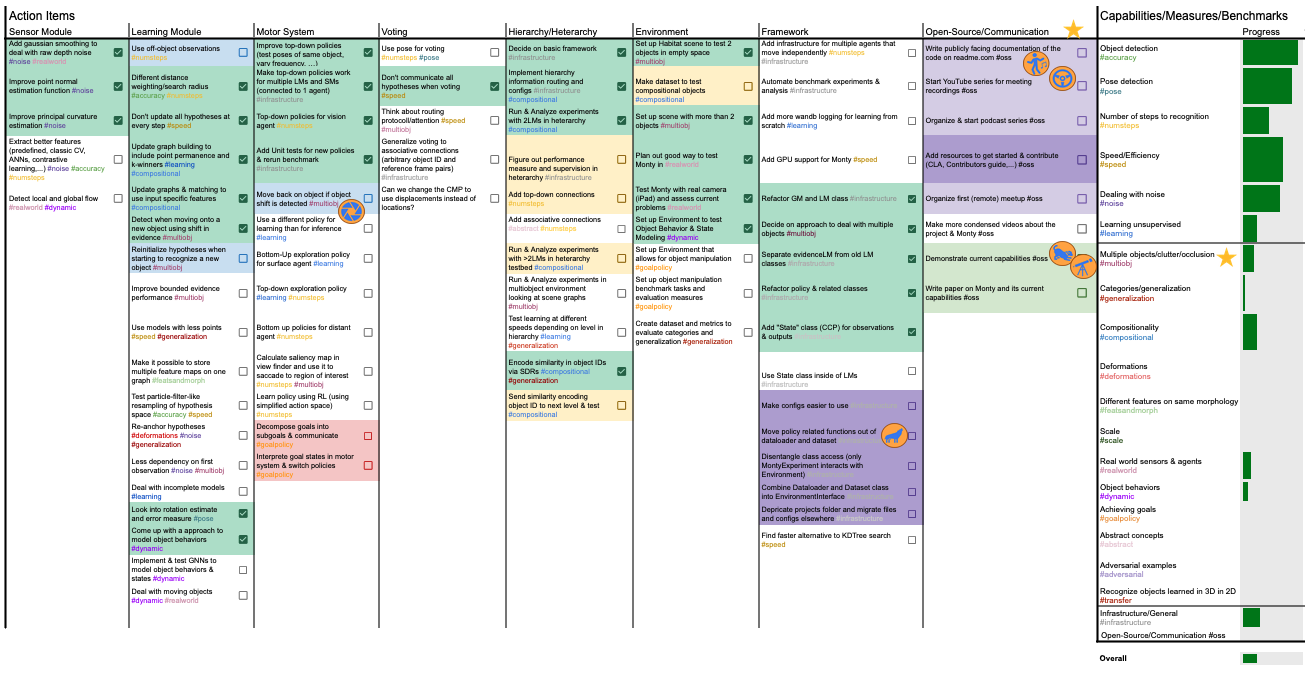 Action Items
Sensor Module
Add gaussian smoothing to
deal with raw depth noise
#noise #realworld
Improve point normal
estimation function #noise
Improve principal curvature
estimation #noise
Extract better features
(predefined, classic CV,
ANNs, contrastive
learning,...) #noise #accuracy
#numsteps
Detect local and global flow
#realworld #dynamic
Learning Module
Use off-object observations
#numsteps
Different distance
weighting/search radius
#accuracy #numsteps
Don't update all hypotheses at
every step #speed
Update graph building to
include point permanence and
k-winners #learning
#compositional
Update graphs & matching to
use input specific features
#compositional
Detect when moving onto a
new object using shift in
evidence #multiobj
Reinitialize hypotheses when
starting to recognize a new
object #multiobj
Improve bounded evidence
performance #multiobj
Use models with less points
#speed #generalization
Make it possible to store
multiple feature maps on one
graph #featsandmorph
Test particle-filter-like
resampling of hypothesis
space #accuracy #speed
Re-anchor hypotheses
#deformations #noise
#generalization
Less dependency on first
observation #noise #multiobj
Deal with incomplete models
#learning
Look into rotation estimate
and error measure #pose
Come up with a approach to
model object behaviors
#dynamic
Implement & test GNNs to
model object behaviors &
states #dynamic
Deal with moving objects
#dynamic #realworld
Motor System
Improve top-down policies
(test poses of same object,
vary frequency, ...)
Make top-down policies work
for multiple LMs and SMs
(connected to 1 agent)
#infrastructure
Top-down policies for vision
agent #numsteps
Add Unit tests for new policies
& rerun benchmark
#infrastructure
Move back on object if object
shift is detected #multiobj
Use a different policy for
learning than for inference
#learning
Bottom-Up exploration policy
for surface agent #learning
Top-down exploration policy
#learning #numsteps
Bottom up policies for distant
agent #numsteps
Calculate saliency map in
view finder and use it to
saccade to region of interest
#numsteps #multiobj
Learn policy using RL (using
simplified action space)
#numsteps
Decompose goals into
subgoals & communicate
#goalpolicy
Interprete goal states in motor
system & switch policies
#goalpolicy
Voting
Use pose for voting
#numsteps #pose
Don't communicate all
hypotheses when voting
#speed
Think about routing
protocol/attention #speed
#multiobj
Generalize voting to
associative connections
(arbitrary object ID and
reference frame pairs)
#infrastructure
Can we change the CMP to
use displacements instead of
locations?
Hierarchy/Heterarchy
Decide on basic framework
#infrastructure
Implement hierarchy
information routing and
configs #infrastructure
#compositional
Run & Analyze experiments
with 2LMs in heterarchy
#compositional
Figure out performance
measure and supervision in
heterarchy #infrastructure
Add top-down connections
#numsteps
Add associative connections
#abstract #numsteps
Run & Analyze experiments
with >2LMs in heterarchy
testbed #compositional
Run & Analyze experiments in
multiobject environment
looking at scene graphs
#multiobj
Test learning at different
speeds depending on level in
hierarchy #learning
#generalization
Encode similarity in object IDs
via SDRs #compositional
#generalization
Send similarity encoding
object ID to next level & test
#compositional
Environment
Set up Habitat scene to test 2
objects in empty space
#multiobj
Make dataset to test
compositional objects
#compositional
Set up scene with more than 2
objects #multiobj
Plan out good way to test
Monty in #realworld
Test Monty with real camera
(iPad) and assess current
problems #realworld
Set up Environment to test
Object Behavior & State
Modeling #dynamic
Set up Environment that
allows for object manipulation
#goalpolicy
Set up object manipulation
benchmark tasks and
evaluation measures
#goalpolicy
Create dataset and metrics to
evaluate categories and
generalization #generalization
Framework
Add infrastructure for multiple agents that
move independently #numsteps
#infrastructure
Automate benchmark experiments &
analysis #infrastructure
Add more wandb logging for learning from
scratch #learning
Add GPU support for Monty #speed
Refactor GM and LM class #infrastructure
Decide on approach to deal with multiple
objects #multiobj
Separate evidenceLM from old LM
classes #infrastructure
Refactor policy & related classes
#infrastructure
Add "State" class (CCP) for observations
& outputs #infrastructure
Use State class inside of LMs
#infrastructure
Make configs easier to use #infrastructure
Move policy related functions out of
dataloader and dataset #infrastructure
Disentangle class access (only
MontyExperiment interacts with
Environment) #infrastructure
Combine Dataloader and Dataset class
into EnvironmentInterface #infrastructure
Depricate projects folder and migrate files
and configs elsewhere #infrastructure
Find faster alternative to KDTree search
#speed
Open-Source/Communication
Write publicly facing documentation of the
code on readme.com #oss
Start YouTube series for meeting
recordings #oss
Organize & start podcast series #oss
Add resources to get started & contribute
(CLA, Contributors guide,...) #oss
Organize first (remote) meetup #oss
Make more condensed videos about the
project & Monty #oss
Demonstrate current capabilities #oss
Write paper on Monty and its current
capabilities #oss
Capabilities/Measures/Benchmarks
Progress
Object detection
#accuracy
Pose detection
#pose
Number of steps to recognition
#numsteps
Speed/Efficiency
#speed
Dealing with noise
#noise
Learning unsupervised
#learning
Multiple objects/clutter/occlusion
#multiobj
Categories/generalization
#generalization
Compositionality
#compositional
Deformations
#deformations
Different features on same morphology
#featsandmorph
Scale
#scale
Real world sensors & agents
#realworld
Object behaviors
#dynamic
Achieving goals
#goalpolicy
Abstract concepts
#abstract
Adversarial examples
#adversarial
Recognize objects learned in 3D in 2D
#transfer
Infrastructure/General
#infrastructure
Open-Source/Communication #oss
Overall